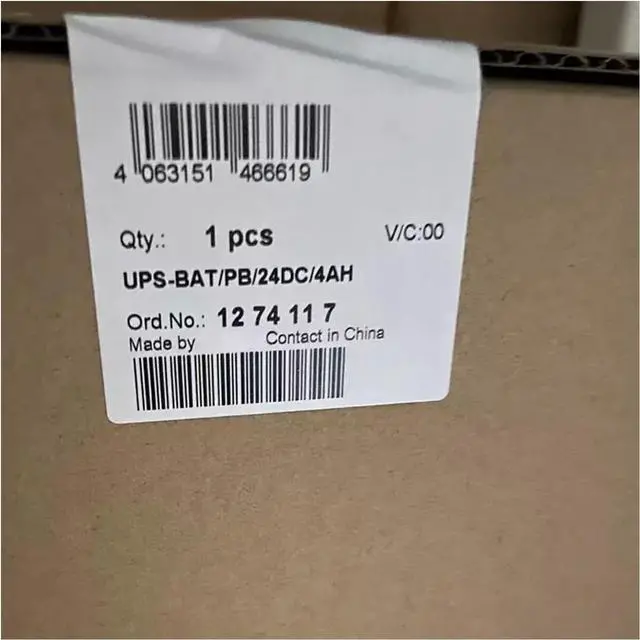 4 063151 466619
Qty.: 1 pcs V/C:00
UPS-BAT/PB/24DC/4AH
Ord.No.: 12 74 11 7
Made by Contact in China